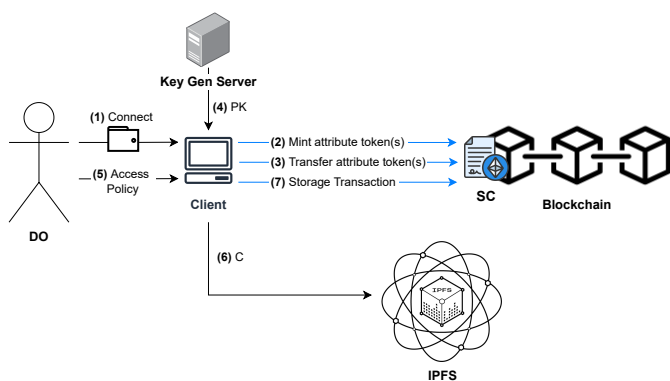 Key Gen Server
(4) PK
(1) Connect
(2) Mint attribute token(s)
(3) Transfer attribute token(s)
(5) Access
Policy
(7) Storage Transaction
Client
SC
Blockchain
DO
(6) C
IPFS
IPFS